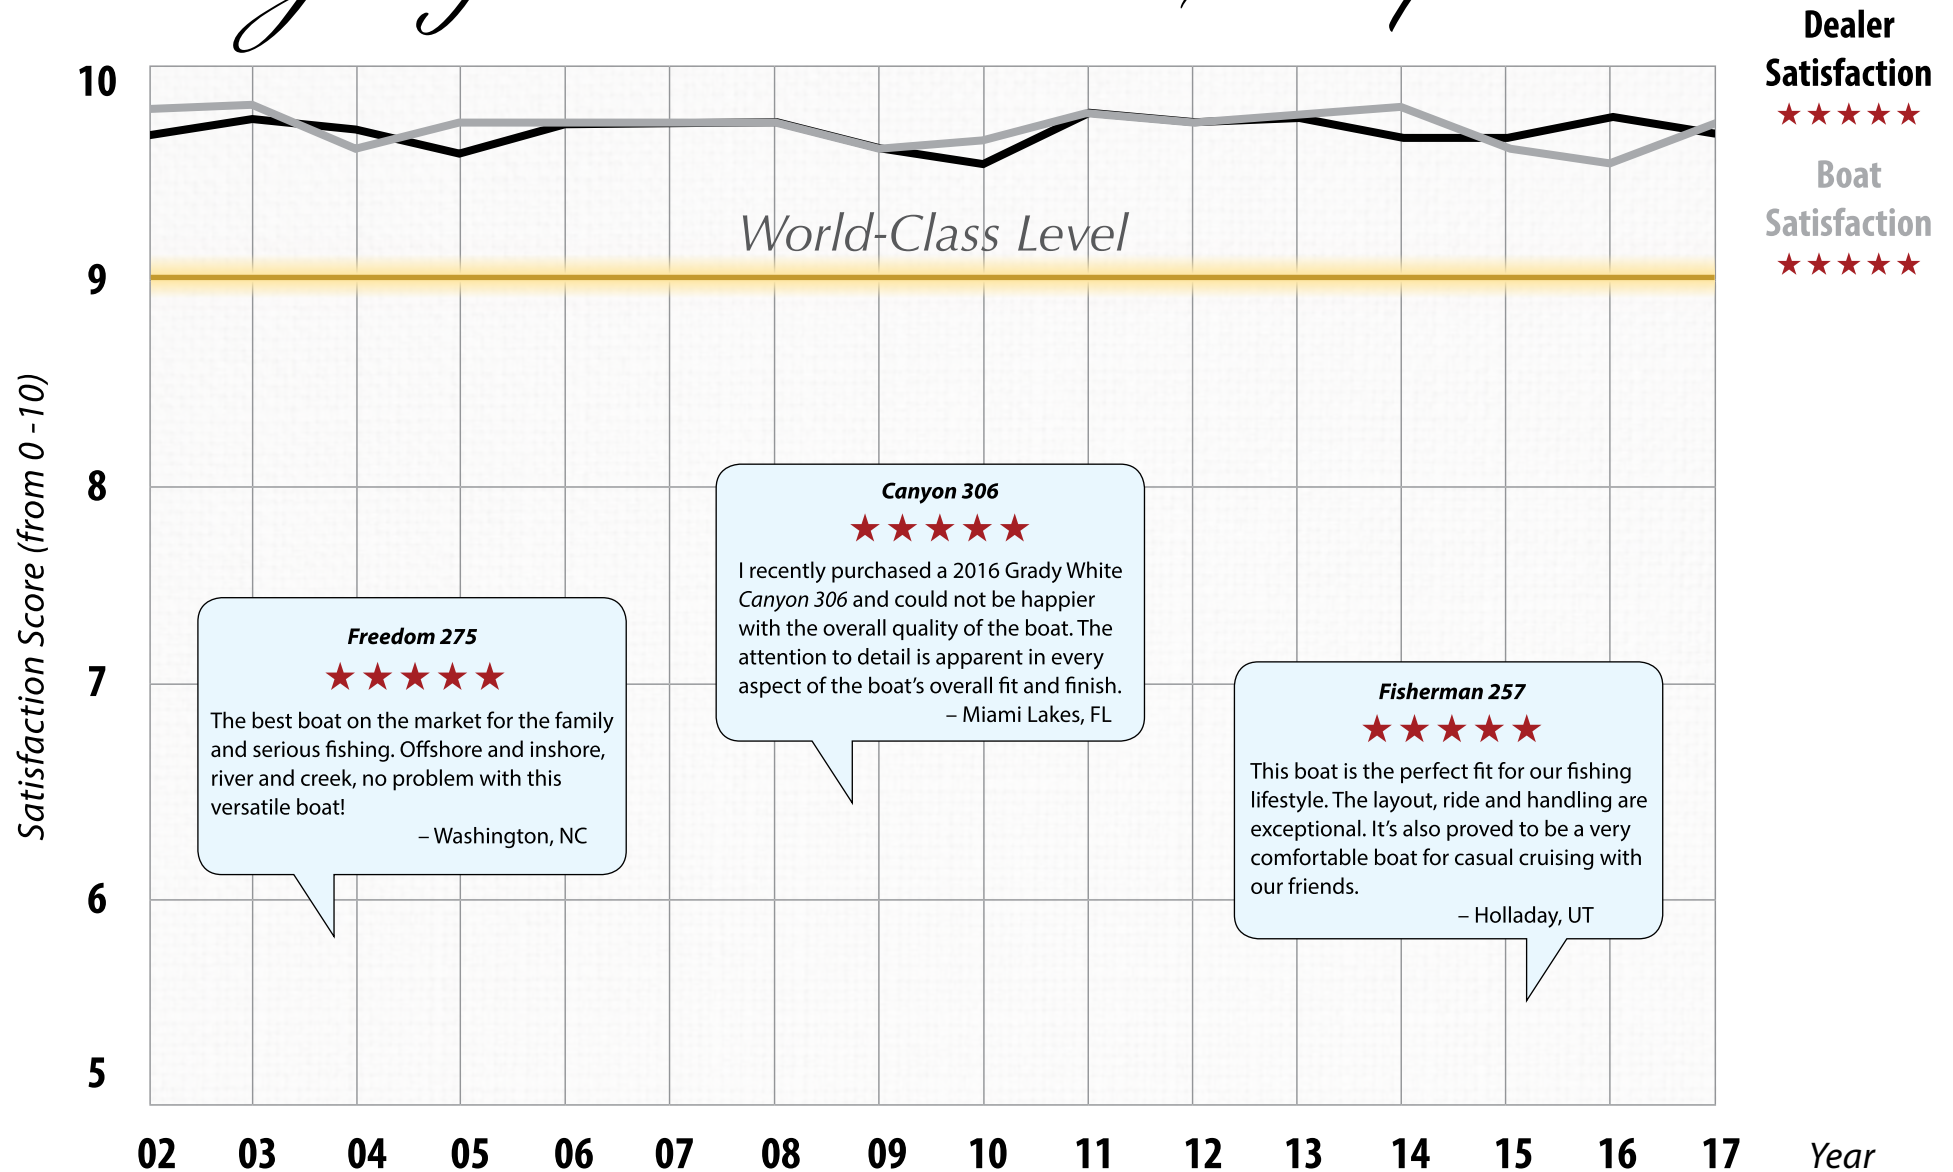 Dealer
Satisfaction
Boat
Satisfaction
10
9
8
7
6
5
Satisfaction Score (from 0 -10)
World-Class Level
Canyon 306
I recently purchased a 2016 Grady White
Canyon 306 and could not be happier
with the overall quality of the boat. The
attention to detail is apparent in every
aspect of the boat’s overall fit and finish.
– Miami Lakes, FL
Freedom 275
The best boat on the market for the family
and serious fishing. Offshore and inshore,
river and creek, no problem with this
versatile boat!
– Washington, NC
Fisherman 257
This boat is the perfect fit for our fishing
lifestyle. The layout, ride and handling are
exceptional. It’s also proved to be a very
comfortable boat for casual cruising with
our friends.
– Holladay, UT
02 03 04 05 06 07 08 09 10 11 12 13 14 15 16 17 Year